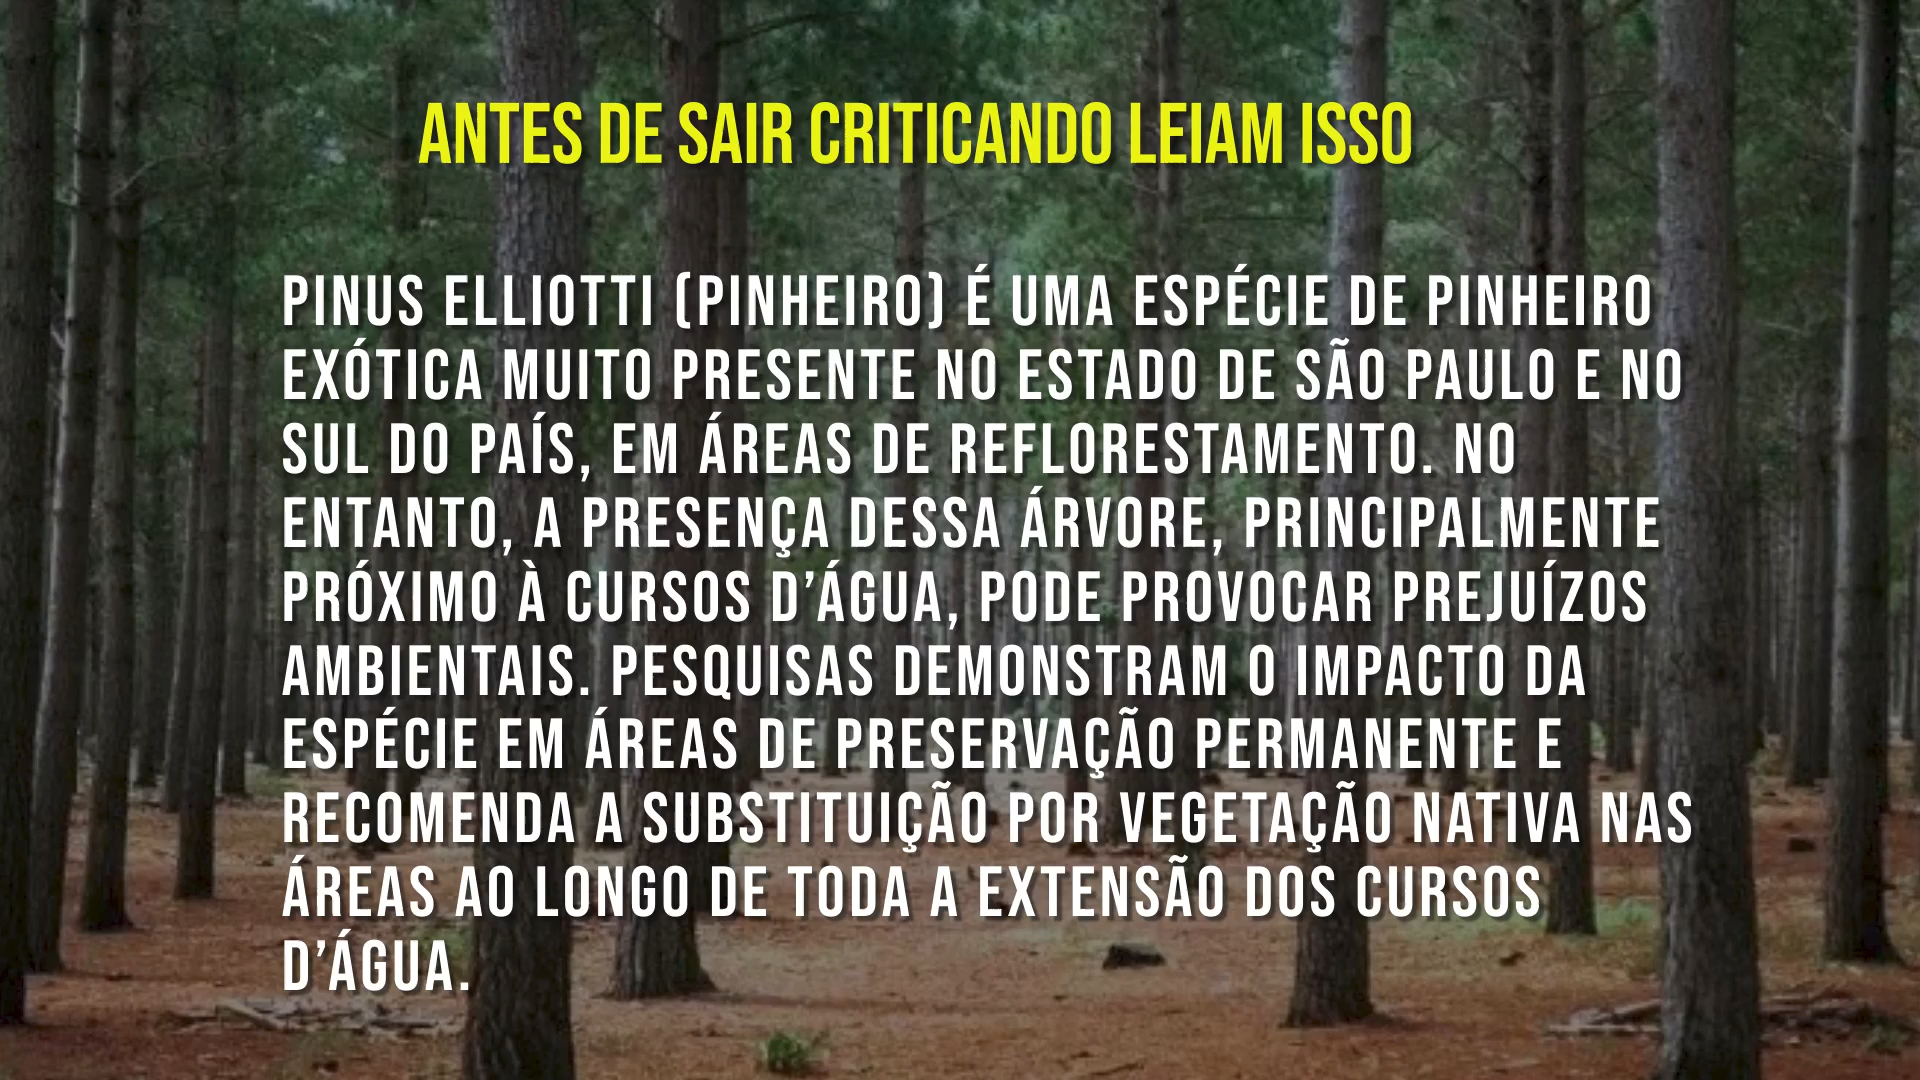 ANTES DE SAIR CRITICANDO LEIAM ISSO
PINUS ELLIOTTI (PINHEIRO) É UMA ESPÉCIE DE PINHEIRO
EXÓTICA MUITO PRESENTE NO ESTADO DE SÃO PAULO E NO
SUL DO PAÍS, EM ÁREAS DE REFLORESTAMENTO. NO
ENTANTO, A PRESENÇA DESSA ÁRVORE, PRINCIPALMENTE
PRÓXIMO À CURSOS D’ÁGUA, PODE PROVOCAR PREJUÍZOS
AMBIENTAIS. PESQUISAS DEMONSTRAM O IMPACTO DA
ESPÉCIE EM ÁREAS DE PRESERVAÇÃO PERMANENTE E
RECOMENDA A SUBSTITUIÇÃO POR VEGETAÇÃO NATIVA NAS
ÁREAS AO LONGO DE TODA A EXTENSÃO DOS CURSOS
D’ÁGUA.